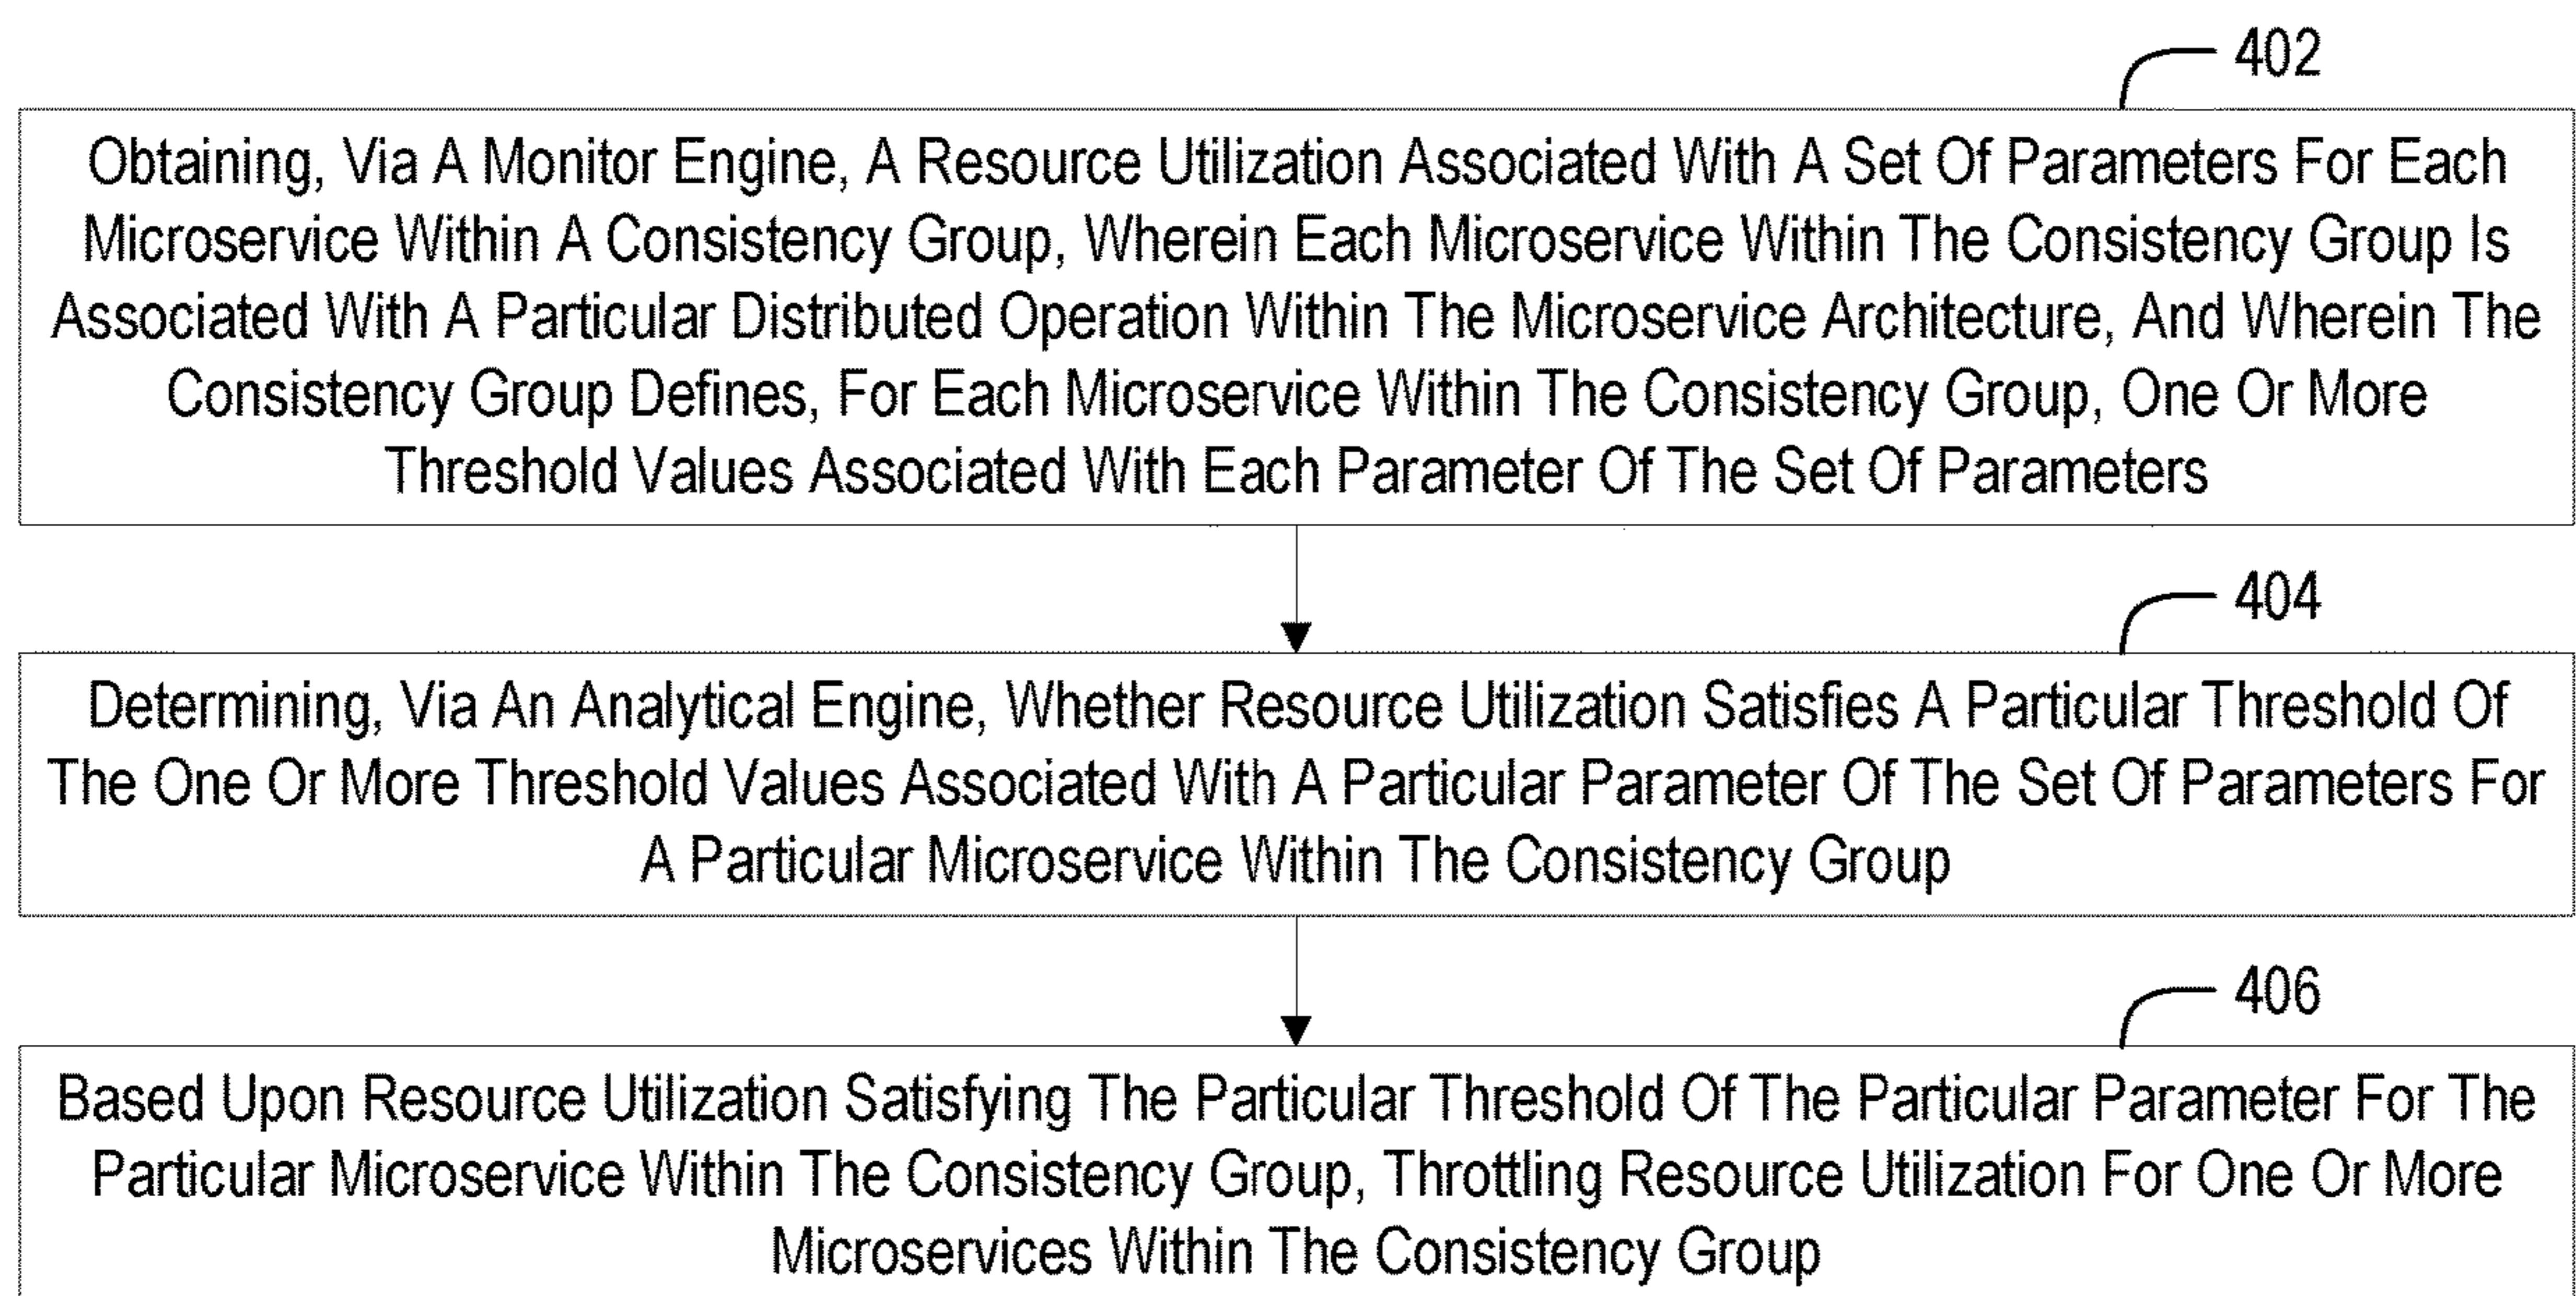 402
Obtaining, Via A Monitor Engine, A Resource Utilization Associated With A Set Of Parameters For Each
Microservice Within A Consistency Group, Wherein Each Microservice Within The Consistency Group Is
Associated With A Particular Distributed Operation Within The Microservice Architecture, And Wherein The
Consistency Group Defines, For Each Microservice Within The Consistency Group, One Or More
Threshold Values Associated With Each Parameter Of The Set Of Parameters
404
Determining, Via An Analytical Engine, Whether Resource Utilization Satisfies A Particular Threshold Of
The One Or More Threshold Values Associated With A Particular Parameter Of The Set Of Parameters For
A Particular Microservice Within The Consistency Group
406
Based Upon Resource Utilization Satisfying The Particular Threshold Of The Particular Parameter For The
Particular Microservice Within The Consistency Group, Throttling Resource Utilization For One Or More
Microservices Within The Consistency Group